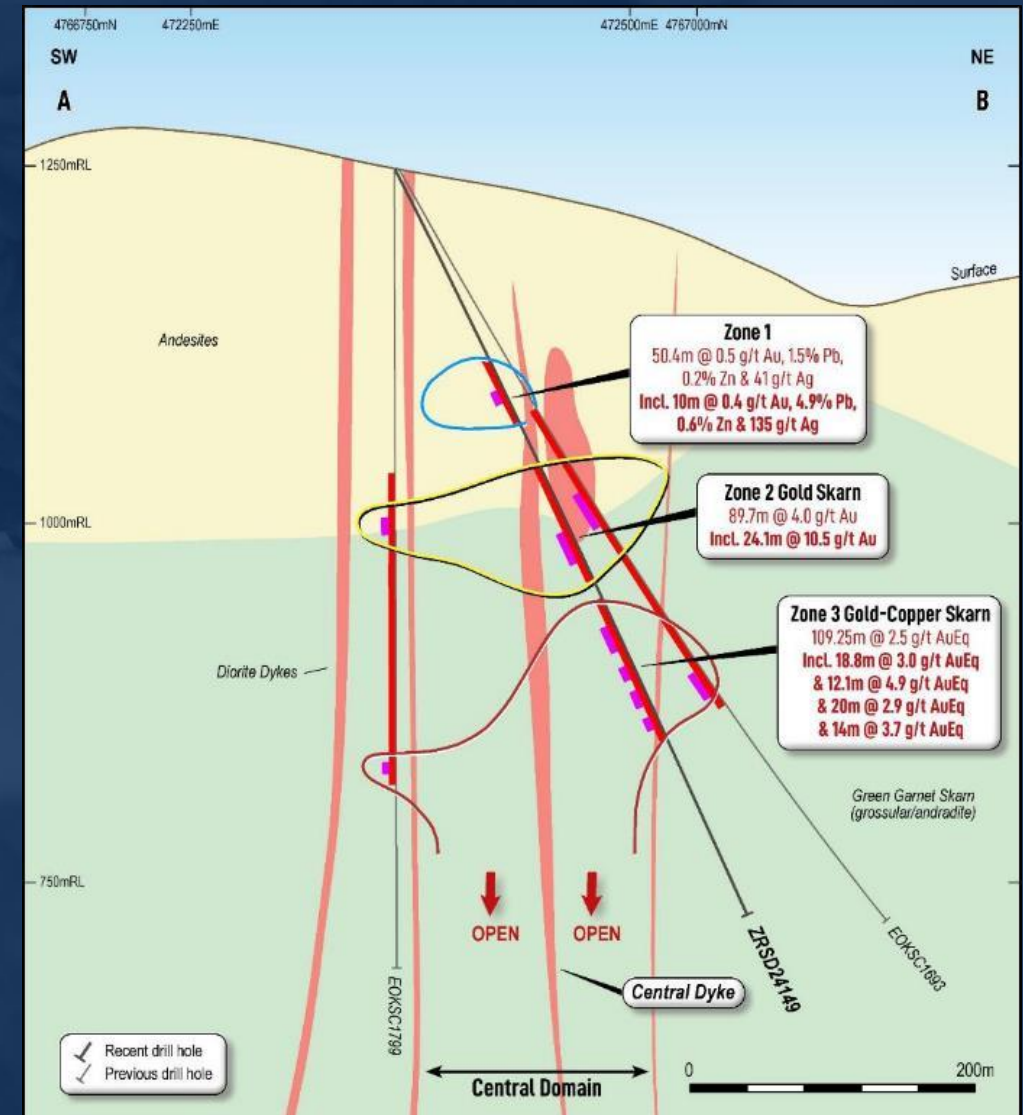 4766750mN
472250mE
472500mE
4767000mN
SW
NE
A
B
1250mRL
Surface
Andesites
Zone 1
50.4m @ 0.5 g/t Au, 1.5% Pb,
0.2% Zn & 41 g/t Ag
Incl. 10m @ 0.4 g/t Au, 4.9% Pb,
0.6% Zn & 135 g/t Ag
Zone 2 Gold Skarn
89.7m @ 4.0 g/t Au
Incl. 24.1m @ 10.5 g/t Au
1000mRL
Zone 3 Gold-Copper Skarn
109.25m @ 2.5 g/t AuEq
Incl. 18.8m @ 3.0 g/t AuEq
& 12.1m @ 4.9 g/t AuEq
& 20m @ 2.9 g/t AuEq
& 14m @ 3.7 g/t AuEq
Diorite Dykes
Green Garnet Skarn
(grossular/andradite)
750mRL
OPEN
OPEN
EOKSC1799
ZRSD24149
EOKSC1693
Central Dyke
Recent drill hole
Previous drill hole
Central Domain
0
200m